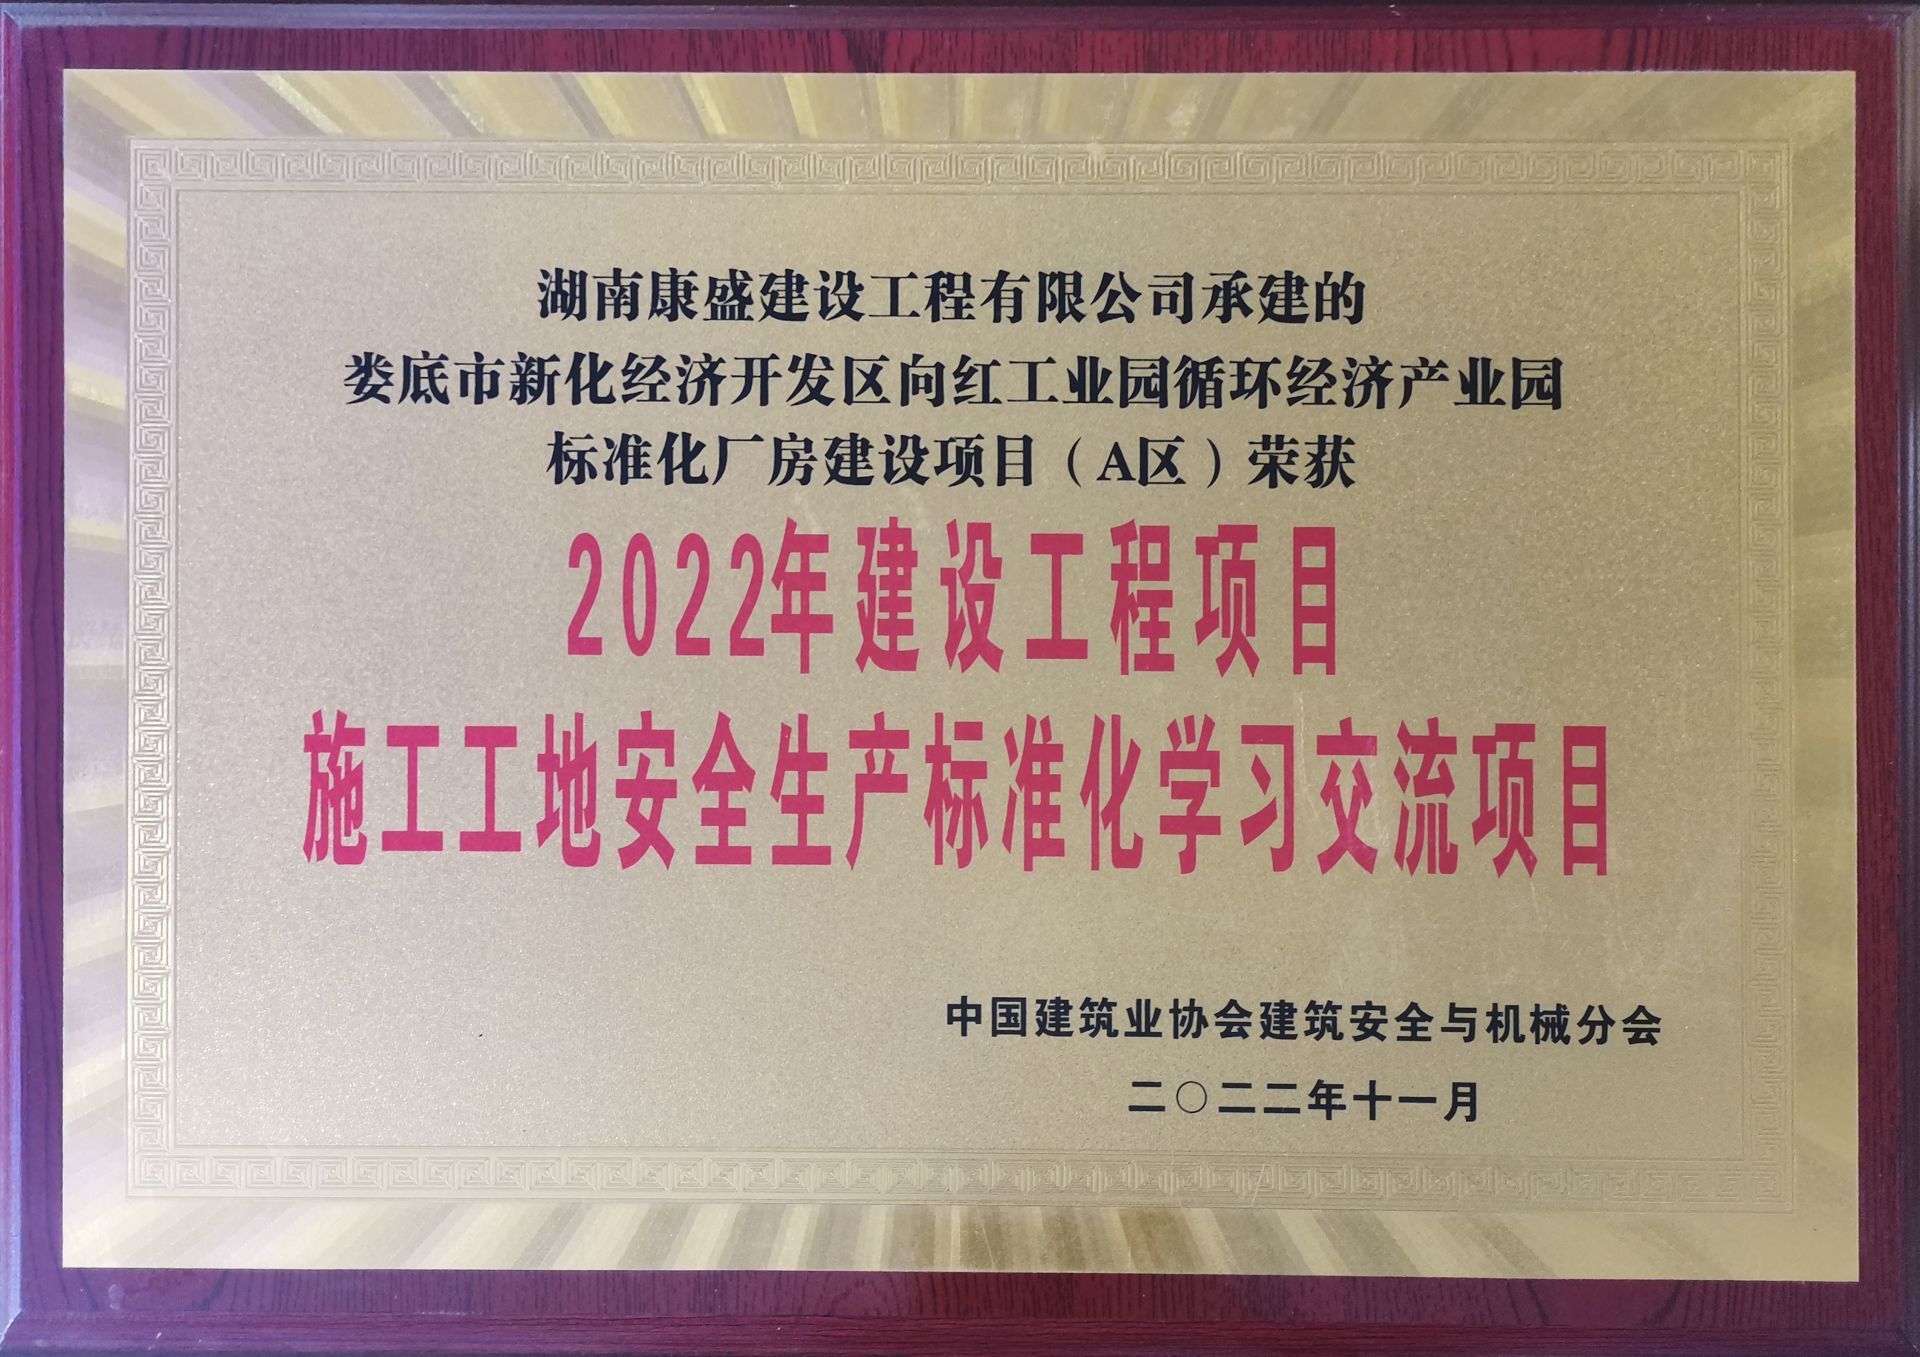 湖南康盛建设工程有限公司承建的
娄底市新化经济开发区向红工业园循环经济产业园
标准化厂房建设项目（A区）荣获
2022年建设工程项目
施工工地安全生产标准化学习交流项目
中国建筑业协会建筑安全与机械分会
二〇二二年十一月